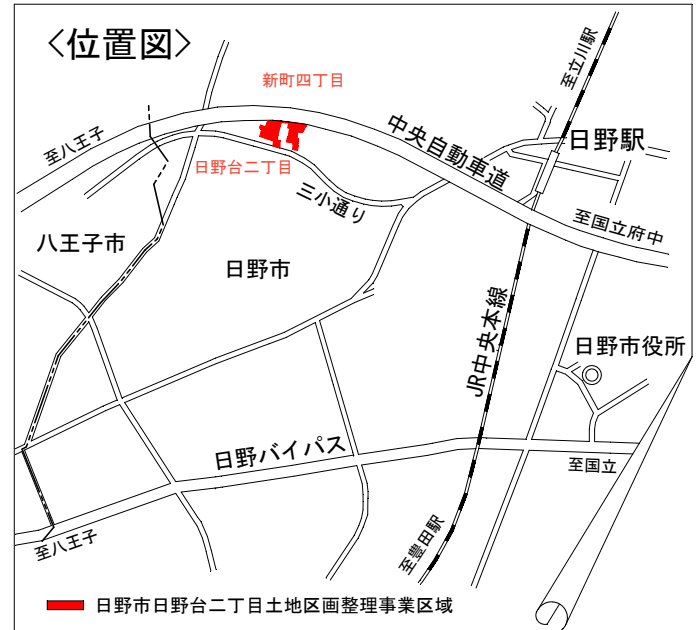 <位置図>
新町四丁目
至立川駅
中央自動車道
日野駅
至八王子
日野台二丁目
三小通り
至国立府中
八王子市
日野市
JR中央本線
日野市役所
日野バイパス
至国立
至八王子
至豊田駅
日野市日野台二丁目土地区画整理事業区域